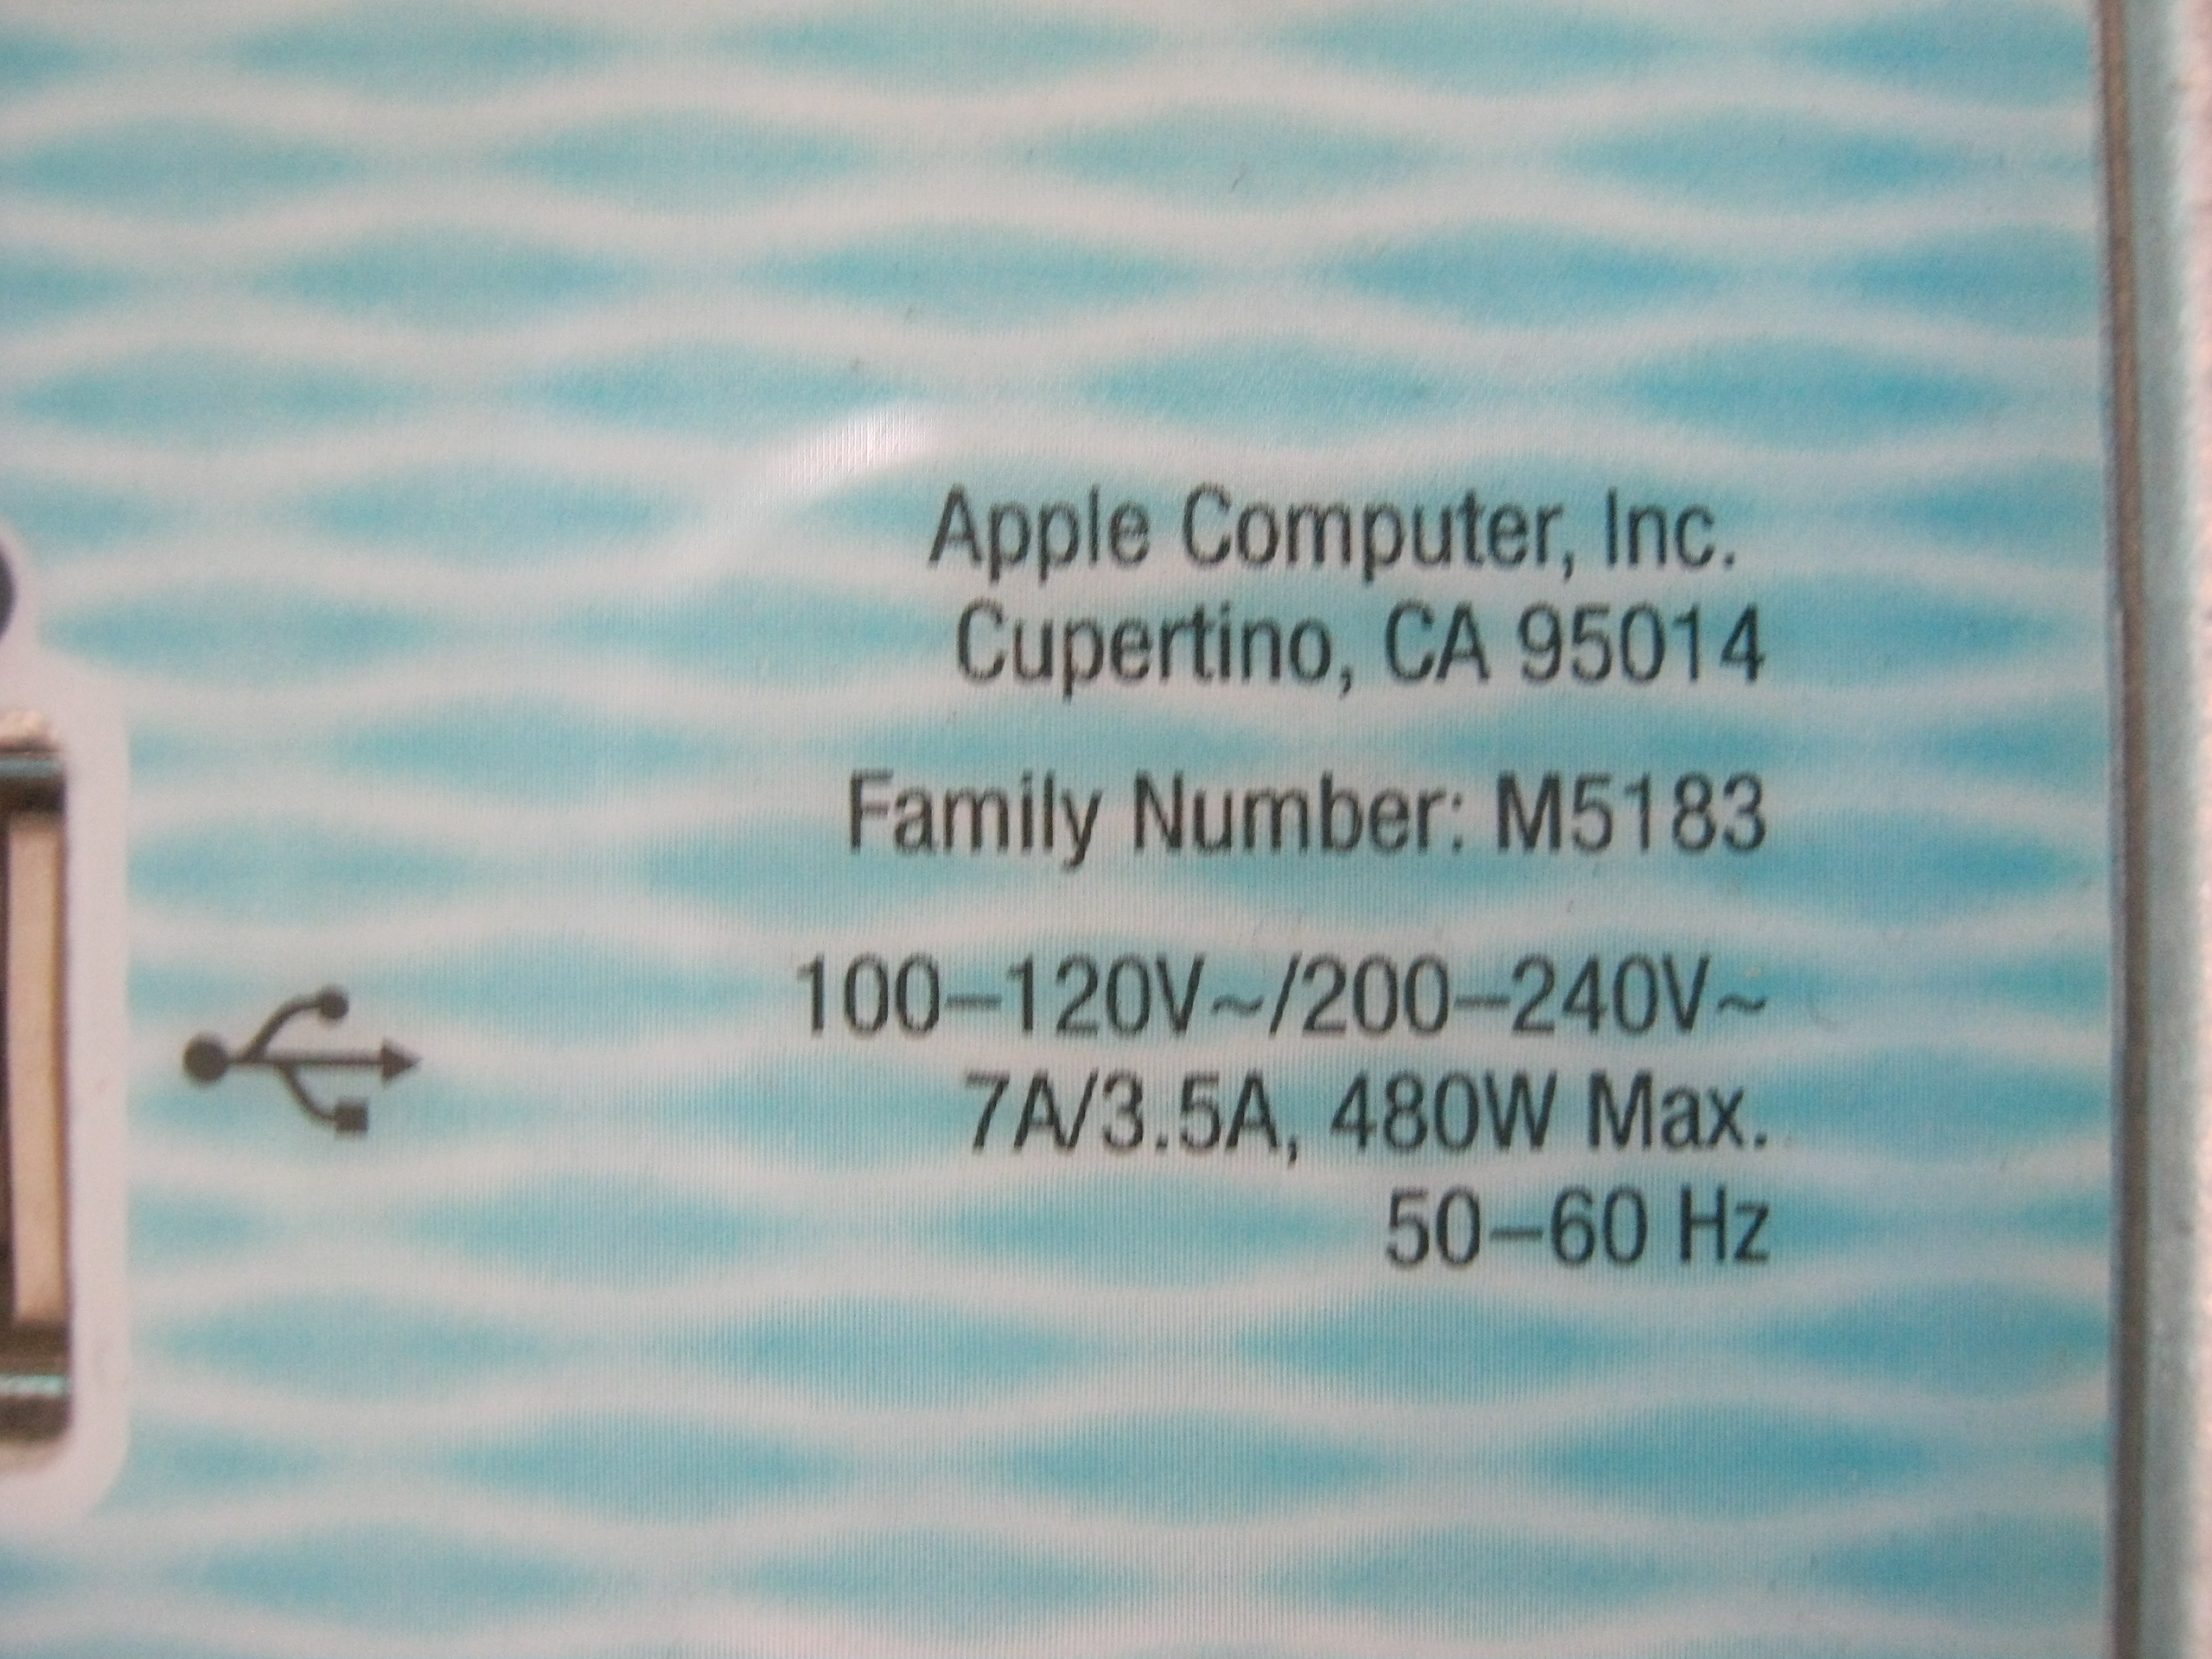 Apple Computer, Inc.
Cupertino, CA 95014
Family Number: M5183
100–120V~/200–240V~
7A/3.5A, 480W Max.
50–60 Hz